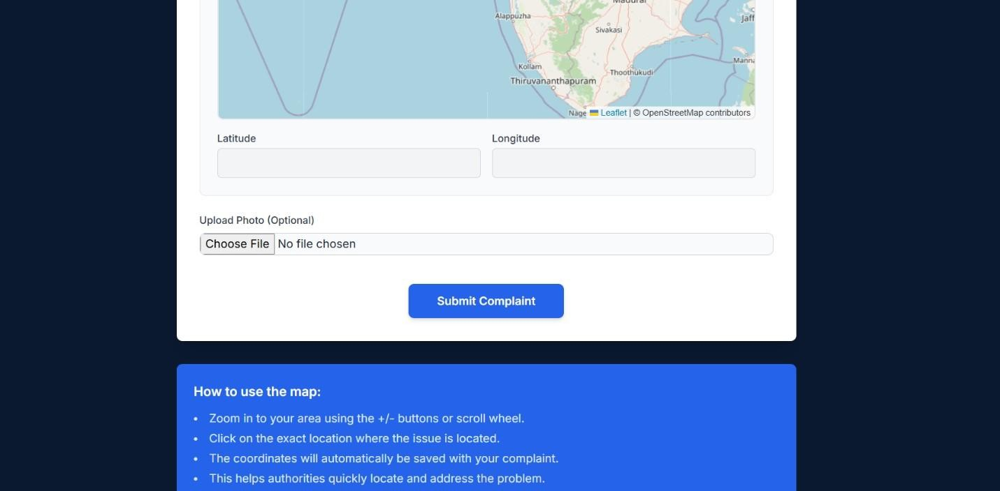 Madurai
Alappuzha
Jaff
Sivakasi
Kollam
Mann
Thoothukudi
Thiruvananthapuram
Nage
Leaflet | © OpenStreetMap contributors
Latitude
Longitude
Upload Photo (Optional)
Choose File No file chosen
Submit Complaint
How to use the map:
• Zoom in to your area using the +/- buttons or scroll wheel.
• Click on the exact location where the issue is located.
• The coordinates will automatically be saved with your complaint.
• This helps authorities quickly locate and address the problem.